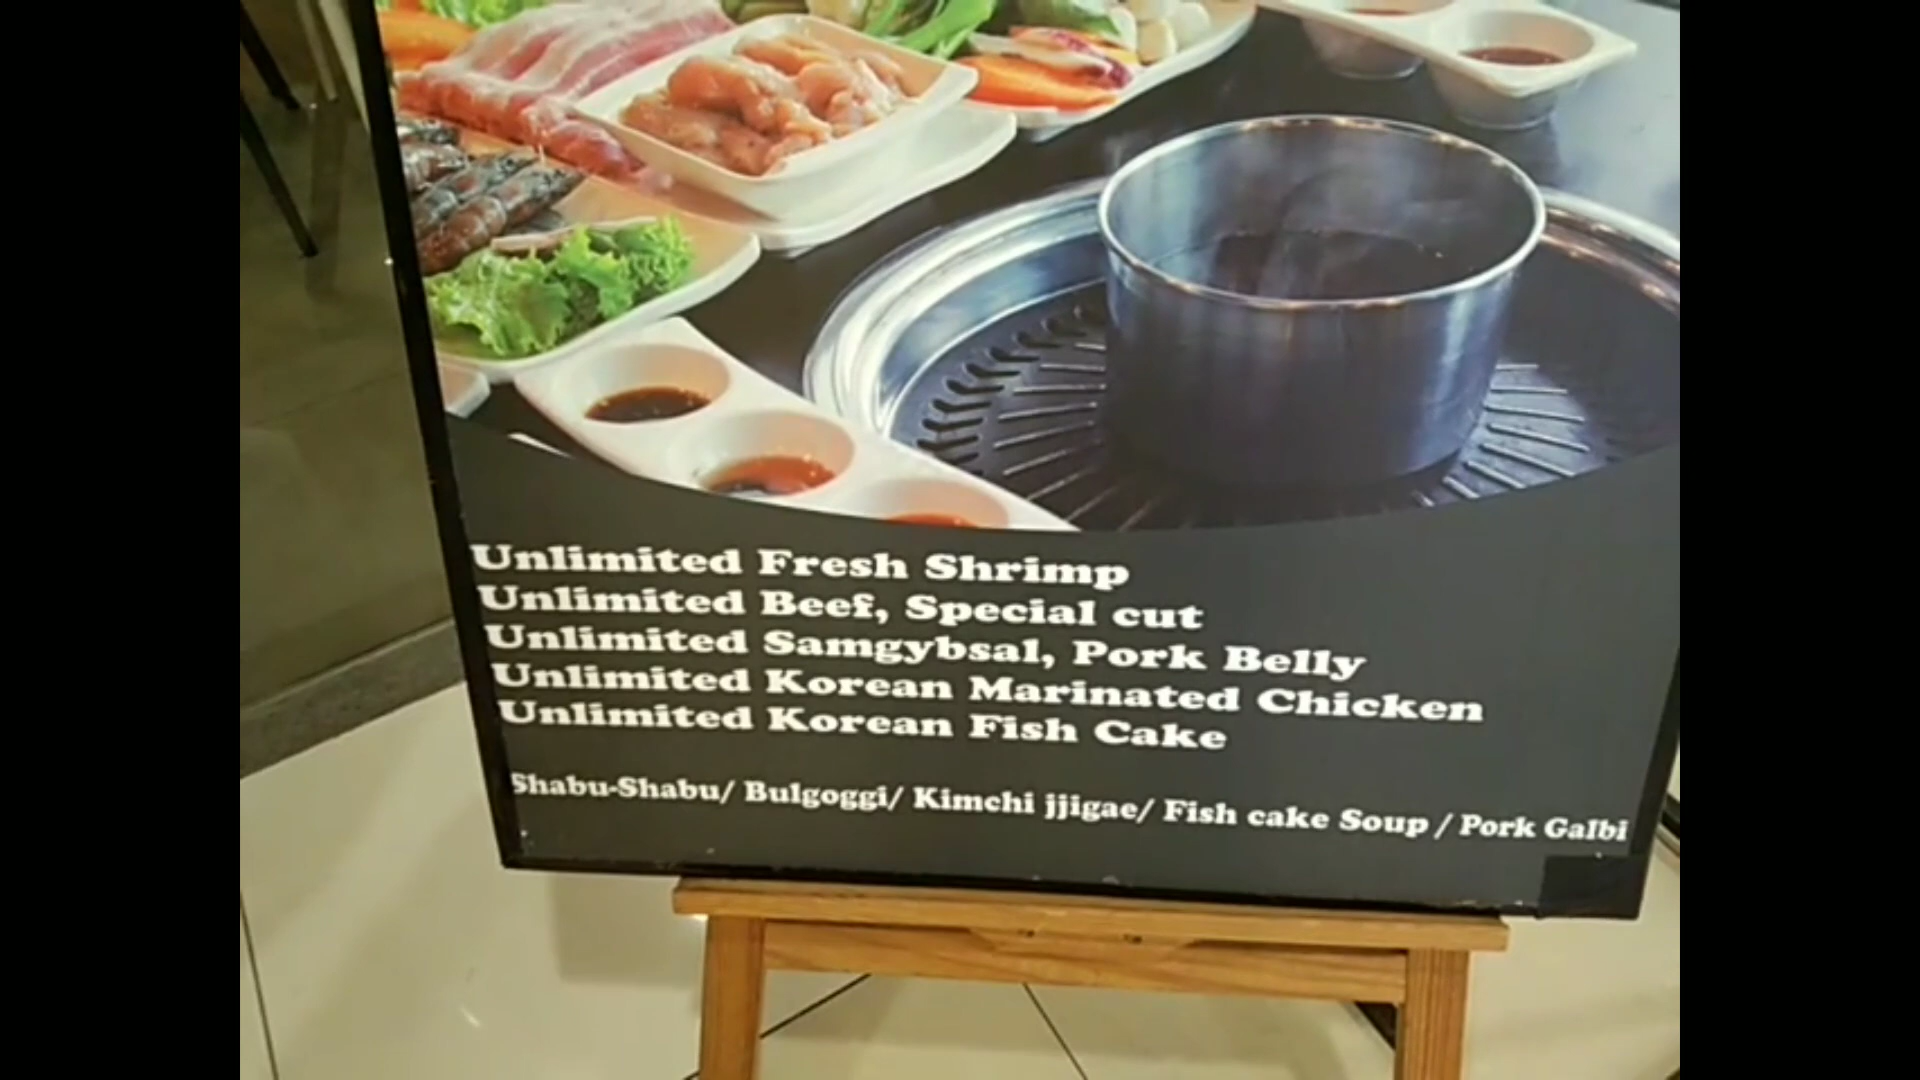 Unlimited Fresh Shrimp
Unlimited Beef, Special cut
Unlimited Samgybsal, Pork Belly
Unlimited Korean Marinated Chicken
Unlimited Korean Fish Cake
Shabu-Shabu/ Bulgoggi/ Kimchi jjigae/ Fish cake Soup / Pork Galbi